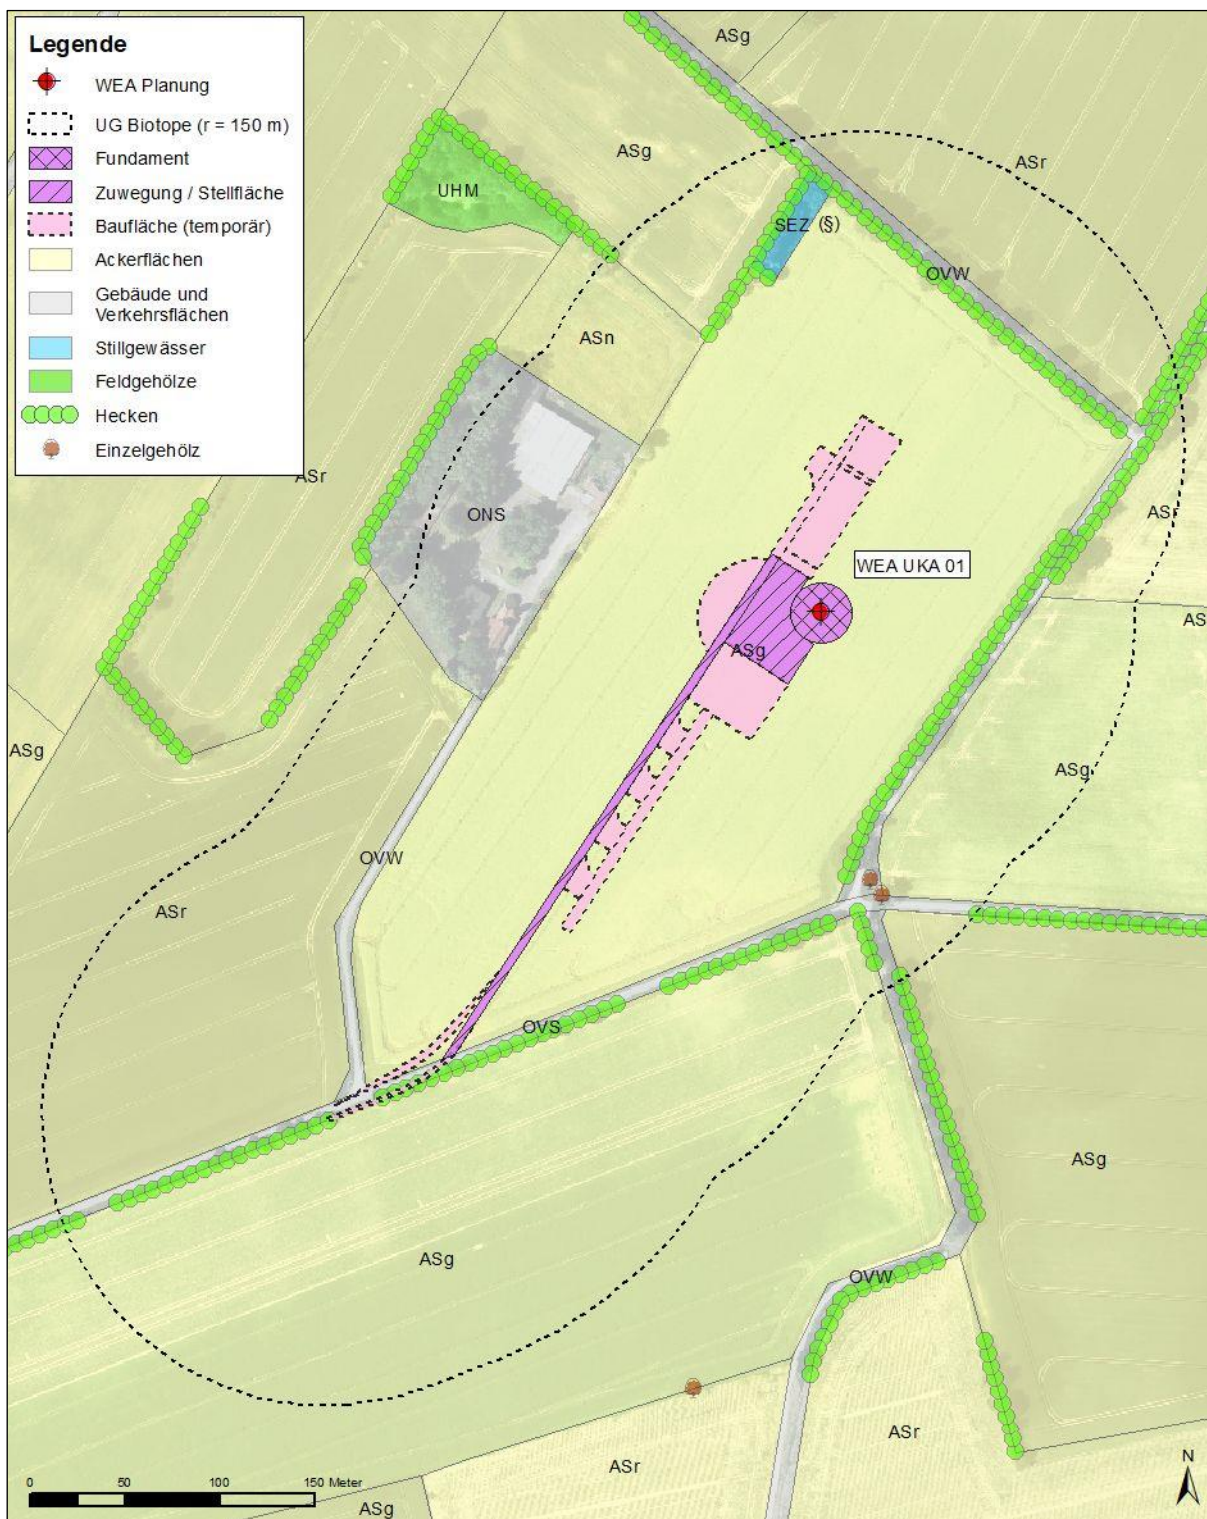 Legende
WEA Planung
UG Biotope (r = 150 m)
Fundament
Zuwegung / Stellfläche
Baufläche (temporär)
Ackerflächen
Gebäude und
Verkehrsflächen
Stillgewässer
Feldgehölze
Hecken
Einzelgehölz
ASg
ASg
ASr
UHM
SEZ (§)
OVW
ASn
ASr
ONS
ASr
WEA UKA 01
AS
ASg
ASg
ASg
OVW
ASr
OVS
ASg
ASg
OVW
ASr
ASr
ASg
0 50 100 150 Meter
N